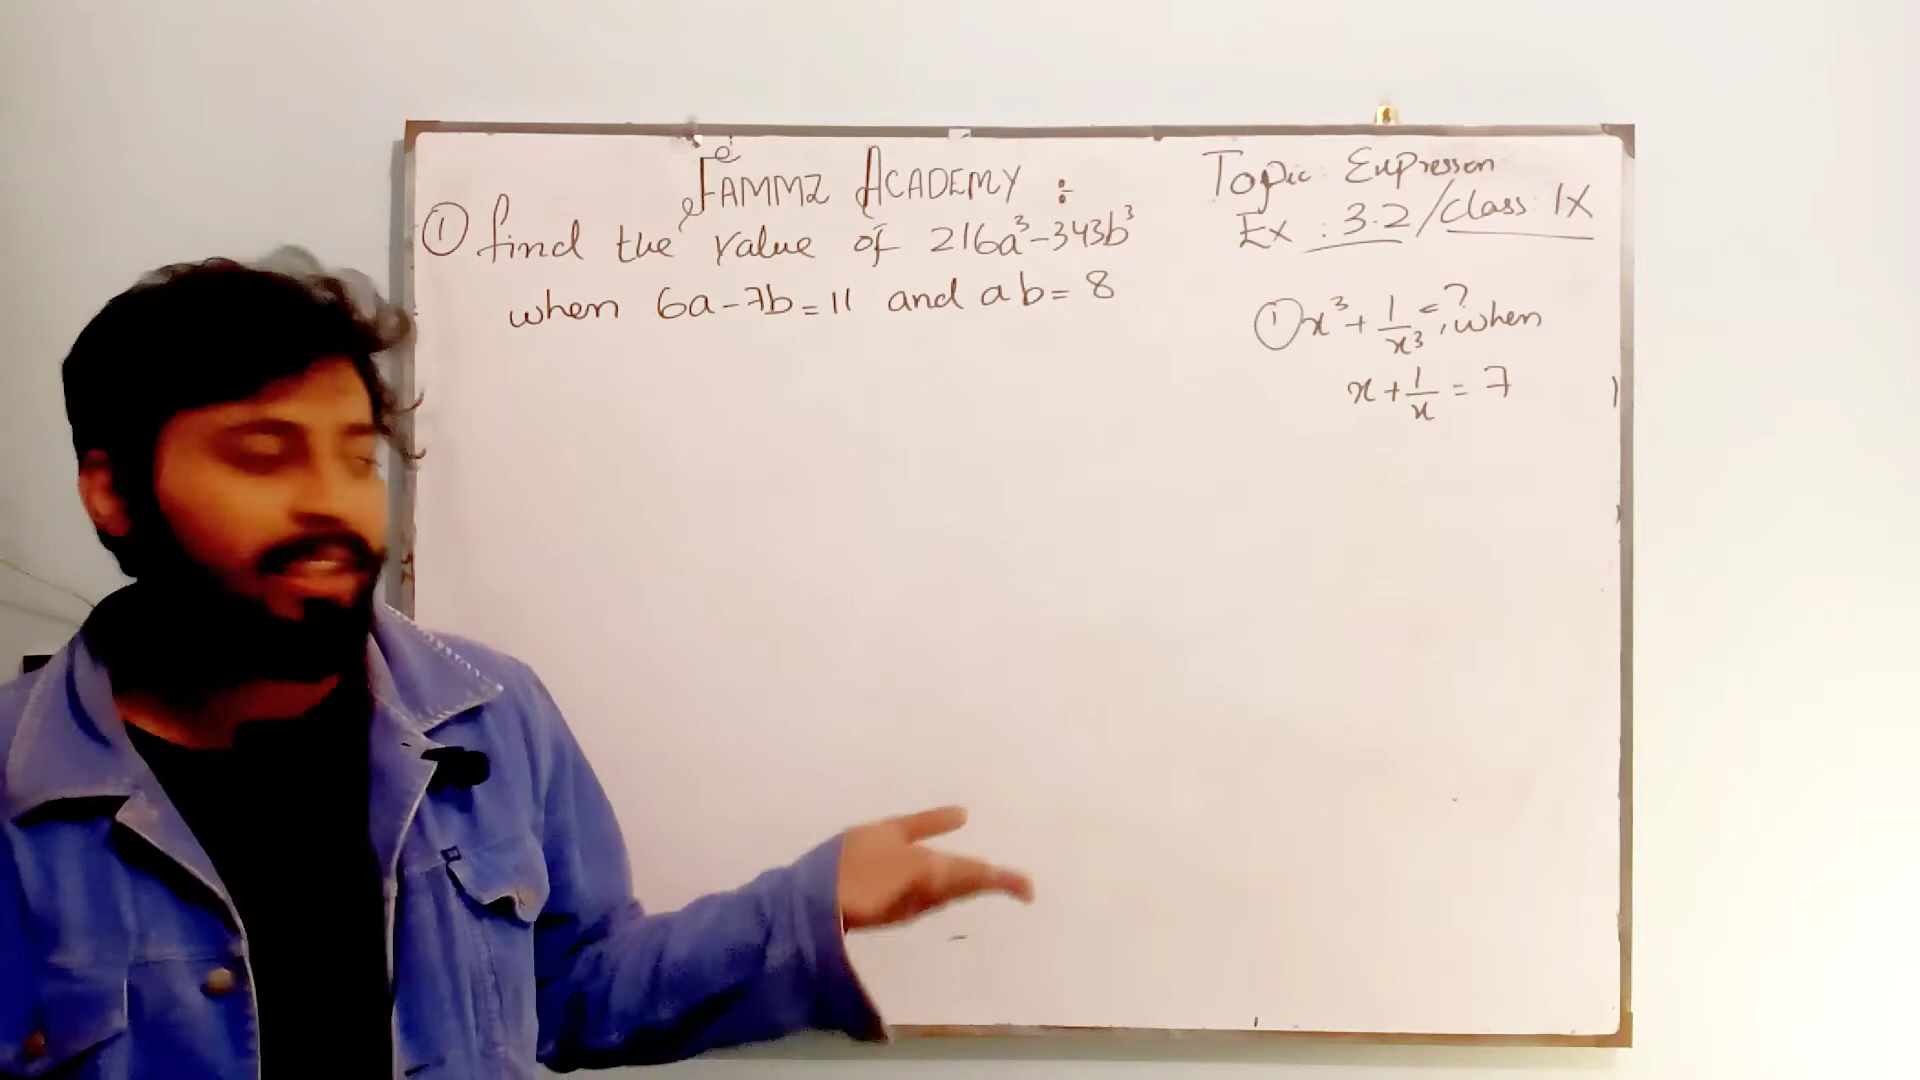 FAMMZ ACADEMY :
① find the value of 216a³-343b³
when 6a-7b=11 and ab=8
Topic: Expresson
Ex : 3.2/class: IX
① x³+1/x³=?, when
x+1/x=7